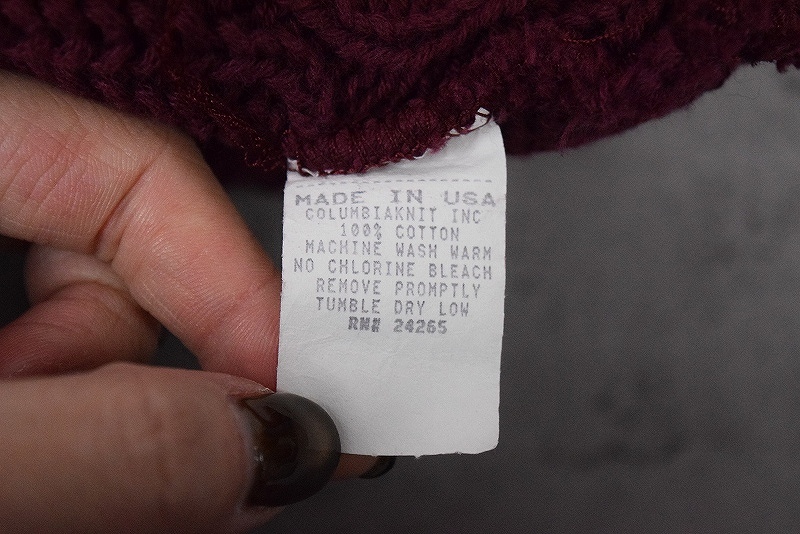 MADE IN USA
COLUMBIAKNIT INC
100% COTTON
MACHINE WASH WARM
NO CHLORINE BLEACH
REMOVE PROMPTLY
TUMBLE DRY LOW
RN# 24265